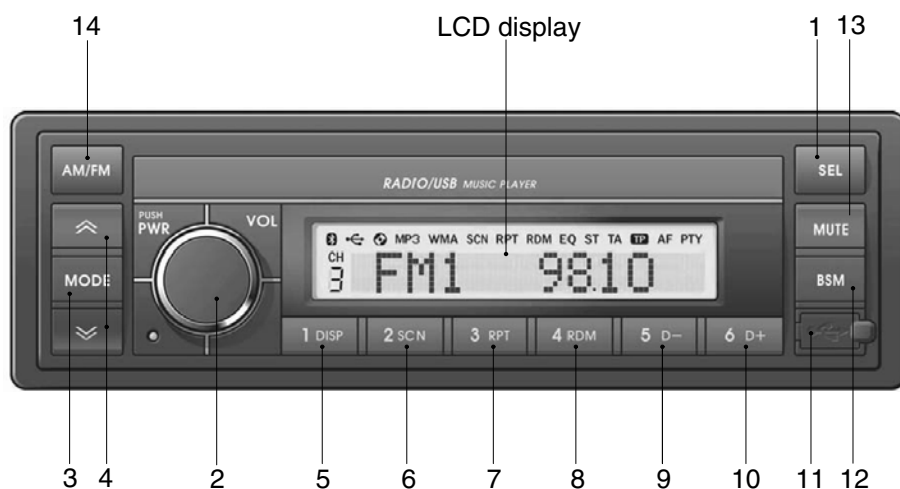 14 LCD display 1 13
AM/FM
RADIO/USB MUSIC PLAYER
SEL
PUSH
PWR
VOL
MP3 WMA SCN RPT RDM EQ ST TA TP AF PTY
CH
3 FM1 98.10
MUTE
MODE
BSM
1 DISP 2 SCN 3 RPT 4 RDM 5 D− 6 D+
3 4 2 5 6 7 8 9 10 11 12